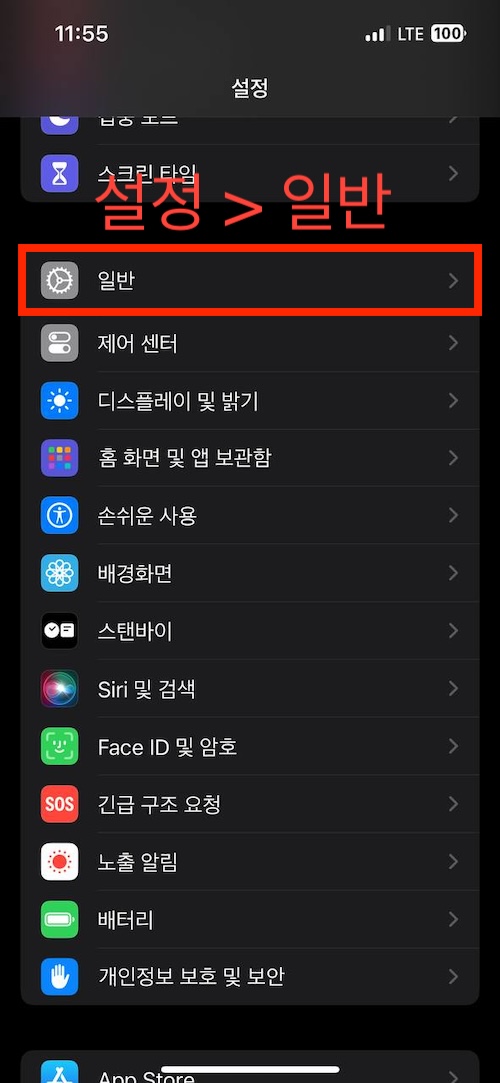 11:55
LTE 100
설정
집중 모드
스크린 타임
설정 > 일반
일반
제어 센터
디스플레이 및 밝기
홈 화면 및 앱 보관함
손쉬운 사용
배경화면
스탠바이
Siri 및 검색
Face ID 및 암호
SOS 긴급 구조 요청
노출 알림
배터리
개인정보 보호 및 보안
App Store